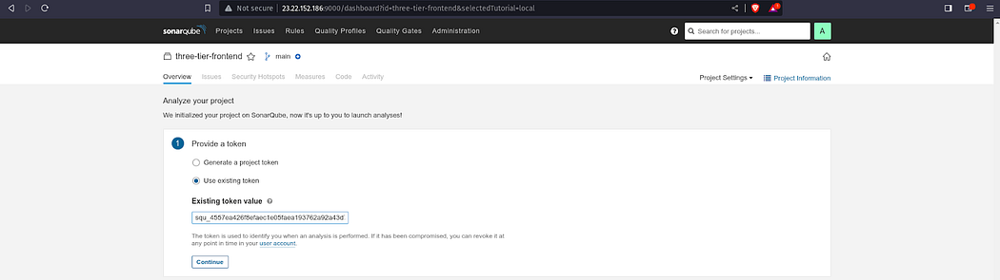 Not secure | 23.22.152.186:9000/dashboard?id=three-tier-frontend&selectedTutorial=local
sonarqube Projects Issues Rules Quality Profiles Quality Gates Administration Search for projects... A
three-tier-frontend main
Overview Issues Security Hotspots Measures Code Activity Project Settings Project Information
Analyze your project
We initialized your project on SonarQube, now it's up to you to launch analyses!
1 Provide a token
Generate a project token
Use existing token
Existing token value
squ_4557ea426f8efaec1e05faea193762a92a43d
The token is used to identify you when an analysis is performed. If it has been compromised, you can revoke it at
any point in time in your user account.
Continue